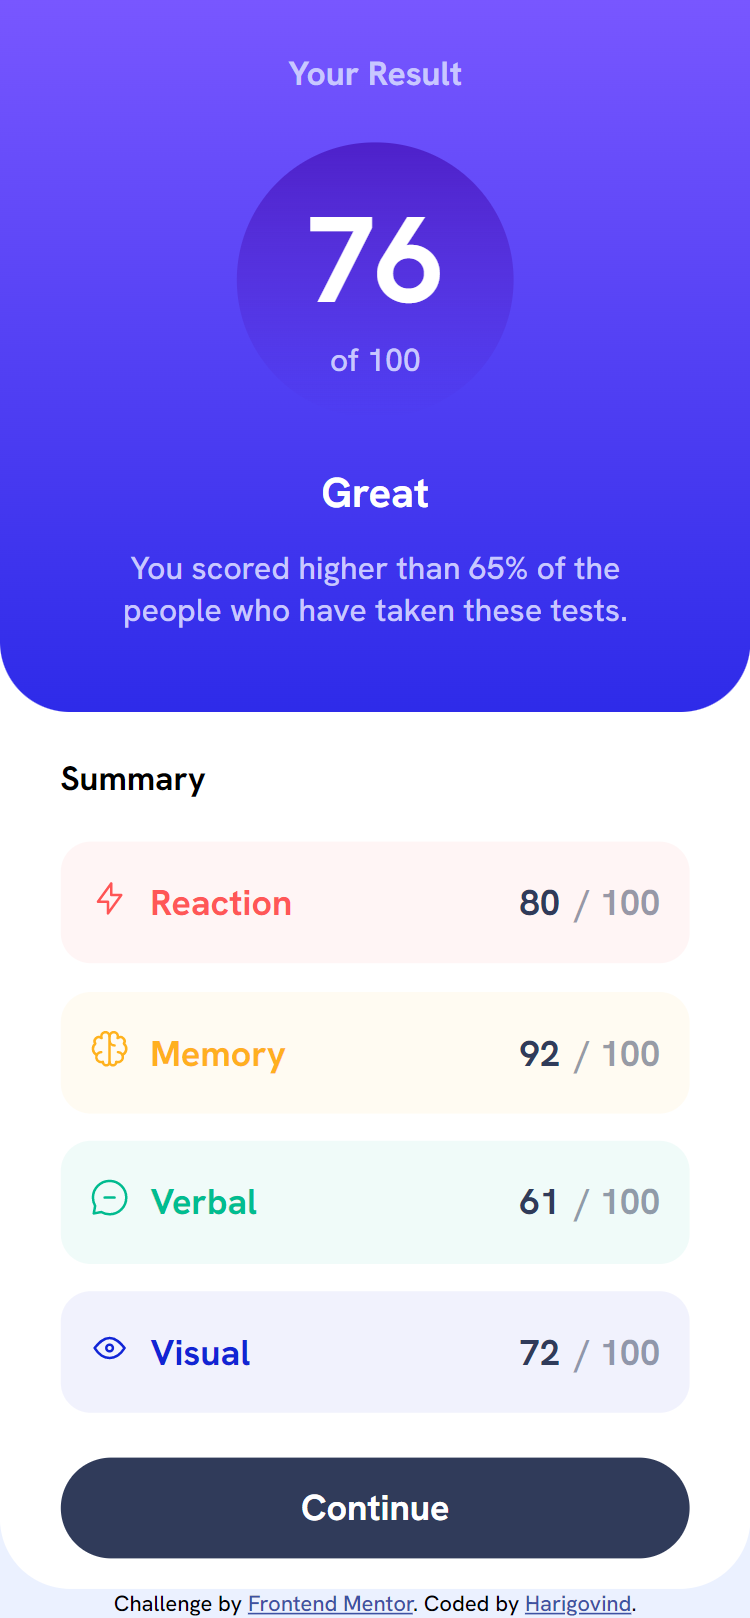 Your Result
76
of 100
Great
You scored higher than 65% of the
people who have taken these tests.
Summary
Reaction 80 / 100
Memory 92 / 100
Verbal 61 / 100
Visual 72 / 100
Continue
Challenge by Frontend Mentor. Coded by Harigovind.